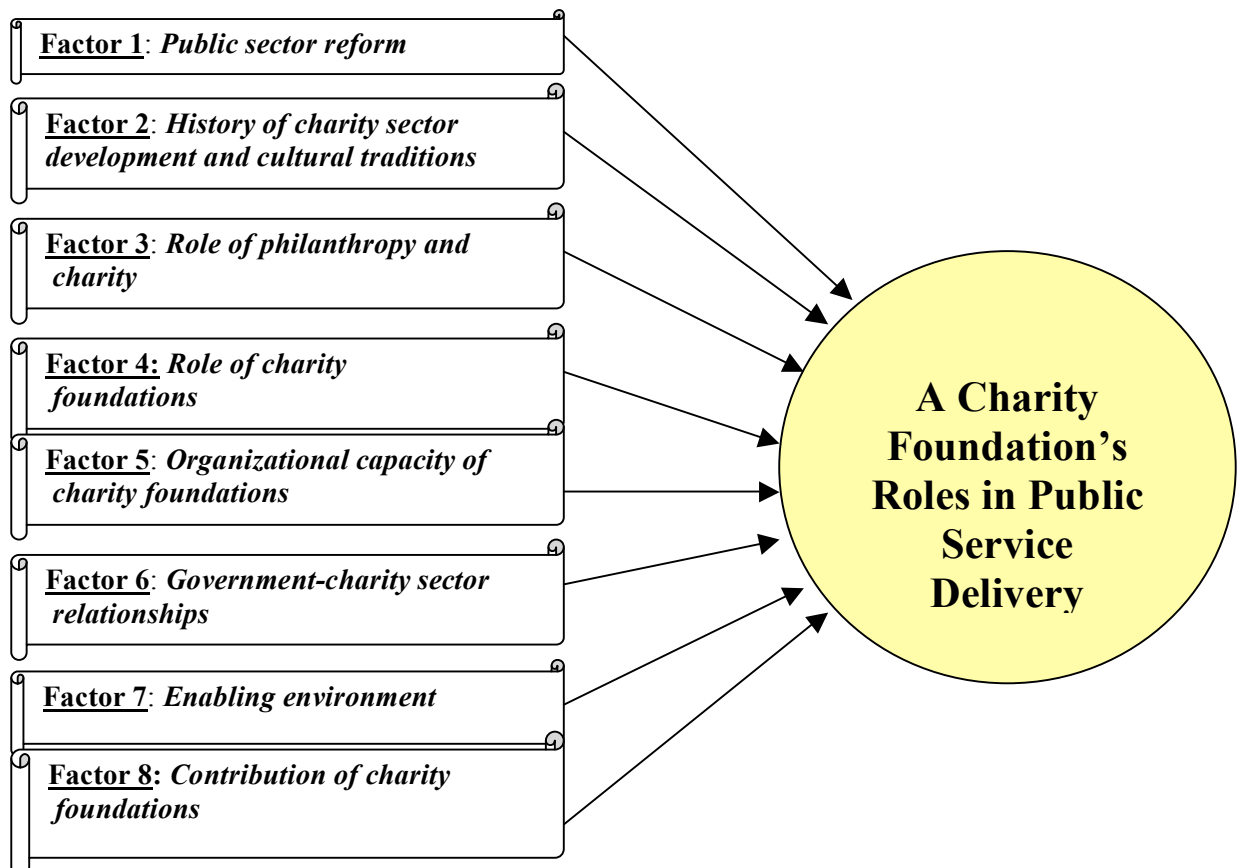 Factor 1: Public sector reform
Factor 2: History of charity sector
development and cultural traditions
Factor 3: Role of philanthropy and
charity
Factor 4: Role of charity
foundations
Factor 5: Organizational capacity of
charity foundations
Factor 6: Government-charity sector
relationships
Factor 7: Enabling environment
Factor 8: Contribution of charity
foundations
A Charity
Foundation’s
Roles in Public
Service
Delivery